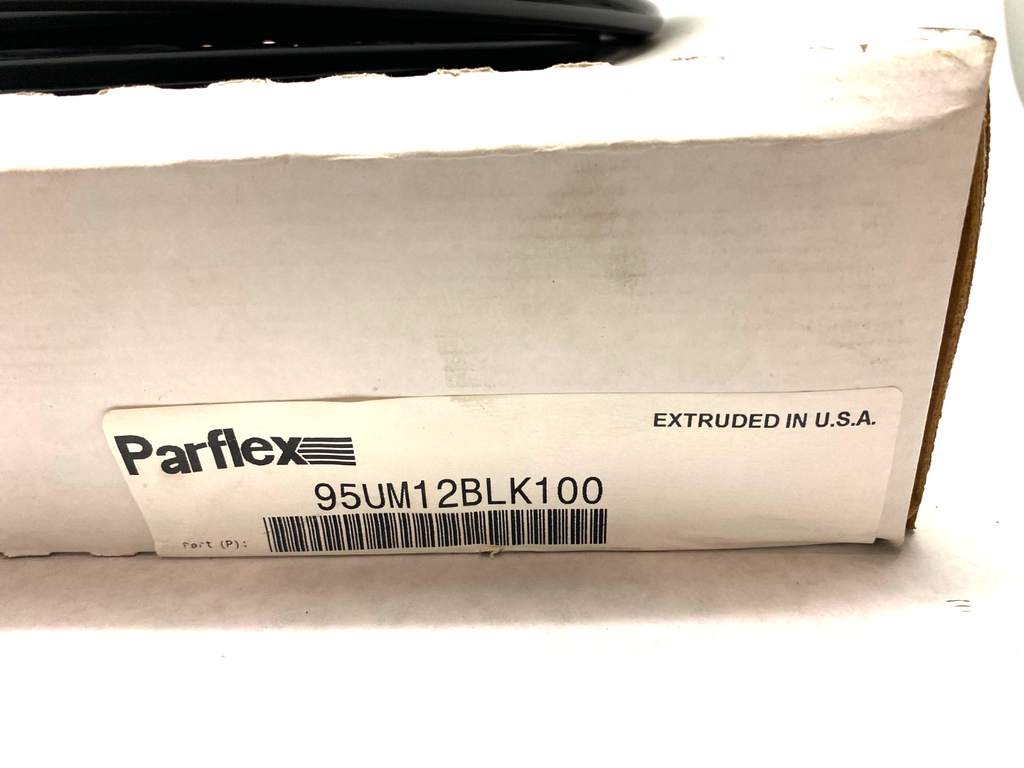 Parflex
EXTRUDED IN U.S.A.
95UM12BLK100
Part (P):